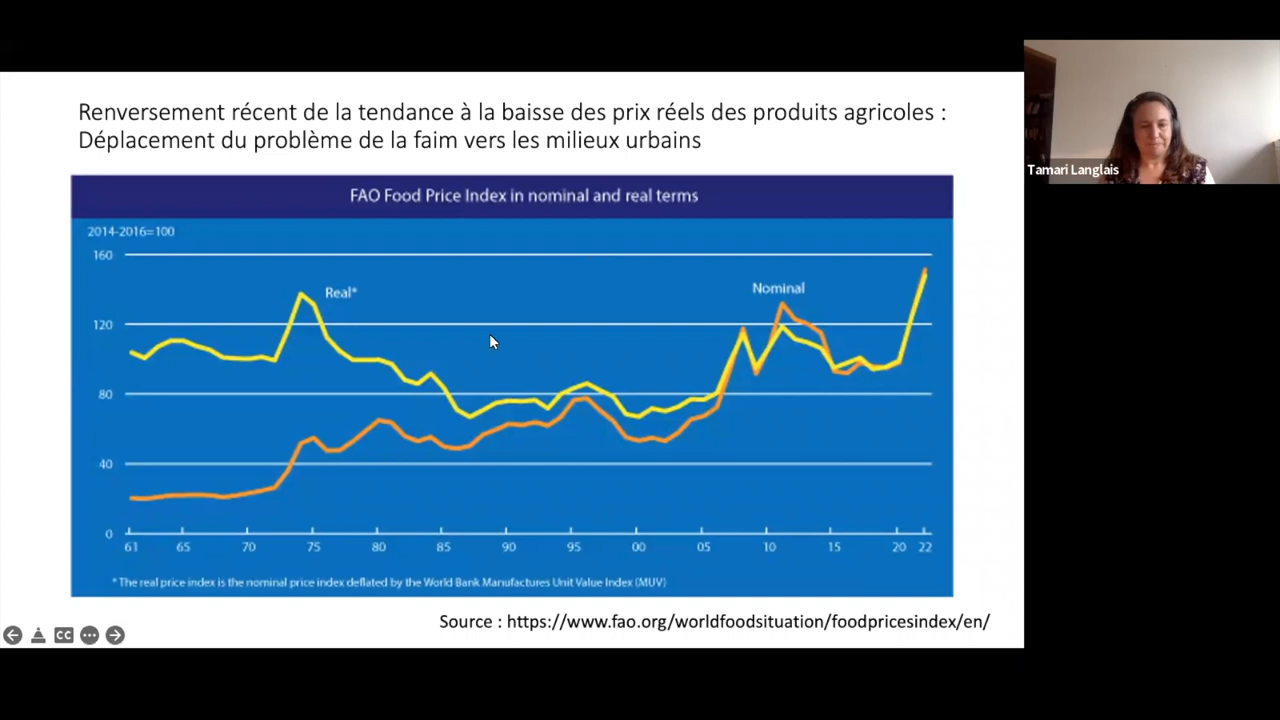 Renversement récent de la tendance à la baisse des prix réels des produits agricoles :
Déplacement du problème de la faim vers les milieux urbains
Tamari Langlais
FAO Food Price Index in nominal and real terms
2014-2016=100
160
Real*
Nominal
120
80
40
0
61 65 70 75 80 85 90 95 00 05 10 15 20 22
* The real price index is the nominal price index deflated by the World Bank Manufactures Unit Value Index (MUV)
Source : https://www.fao.org/worldfoodsituation/foodpricesindex/en/
CC